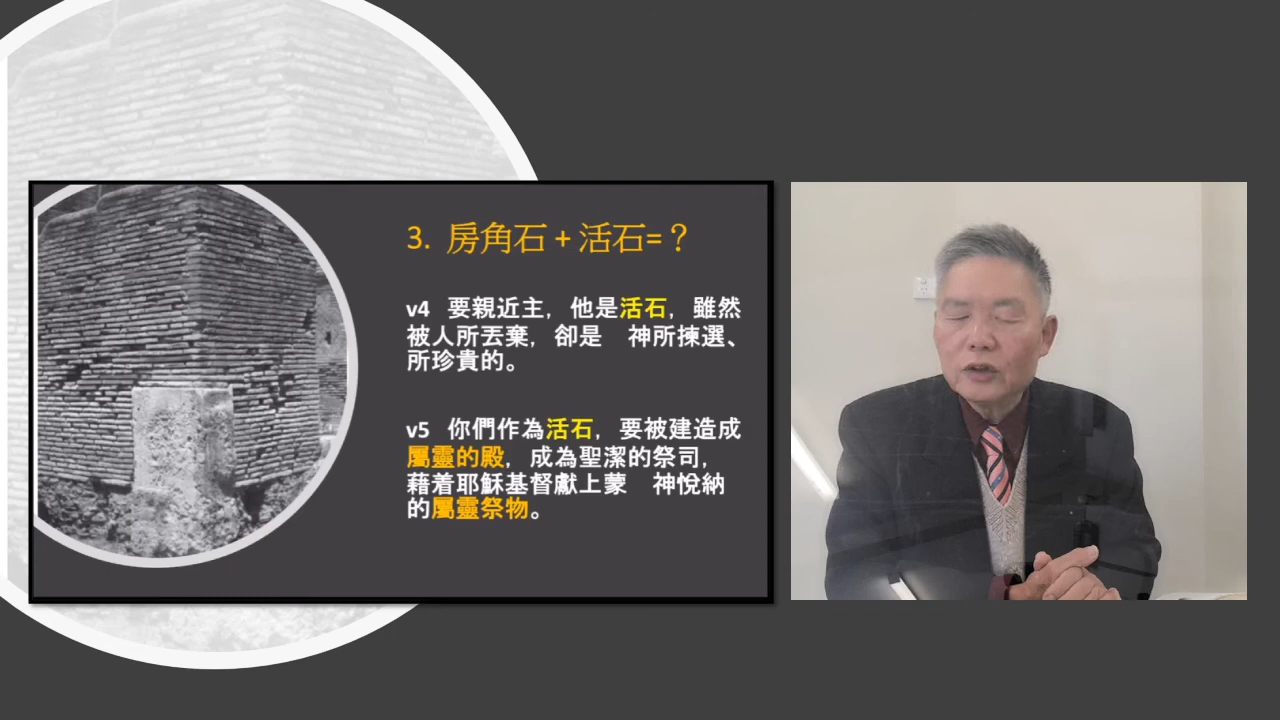 3. 房角石 + 活石= ?
v4 要親近主，他是活石，雖然
被人所丟棄，卻是　神所揀選、
所珍貴的。
v5 你們作為活石，要被建造成
屬靈的殿，成為聖潔的祭司，
藉着耶穌基督獻上蒙　神悅納
的屬靈祭物。